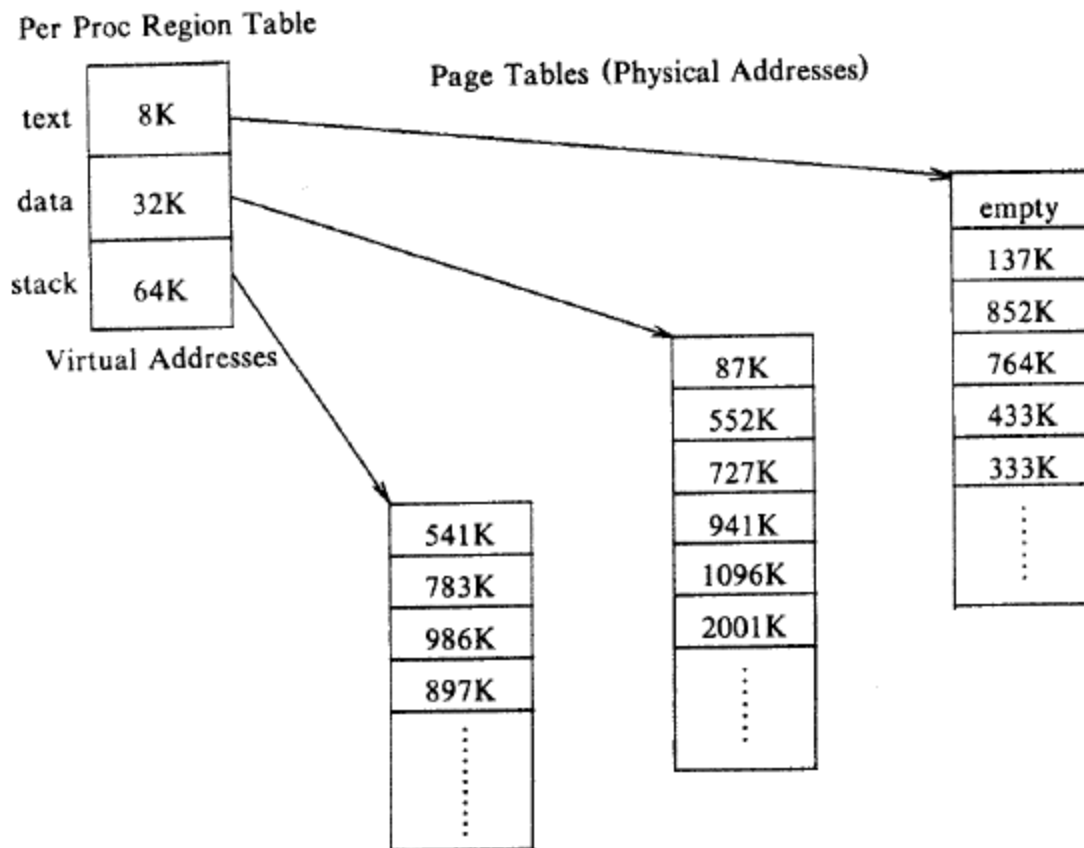 Per Proc Region Table
Page Tables (Physical Addresses)
text
8K
data
32K
stack
64K
Virtual Addresses
empty
137K
852K
764K
433K
333K
87K
552K
727K
941K
1096K
2001K
541K
783K
986K
897K